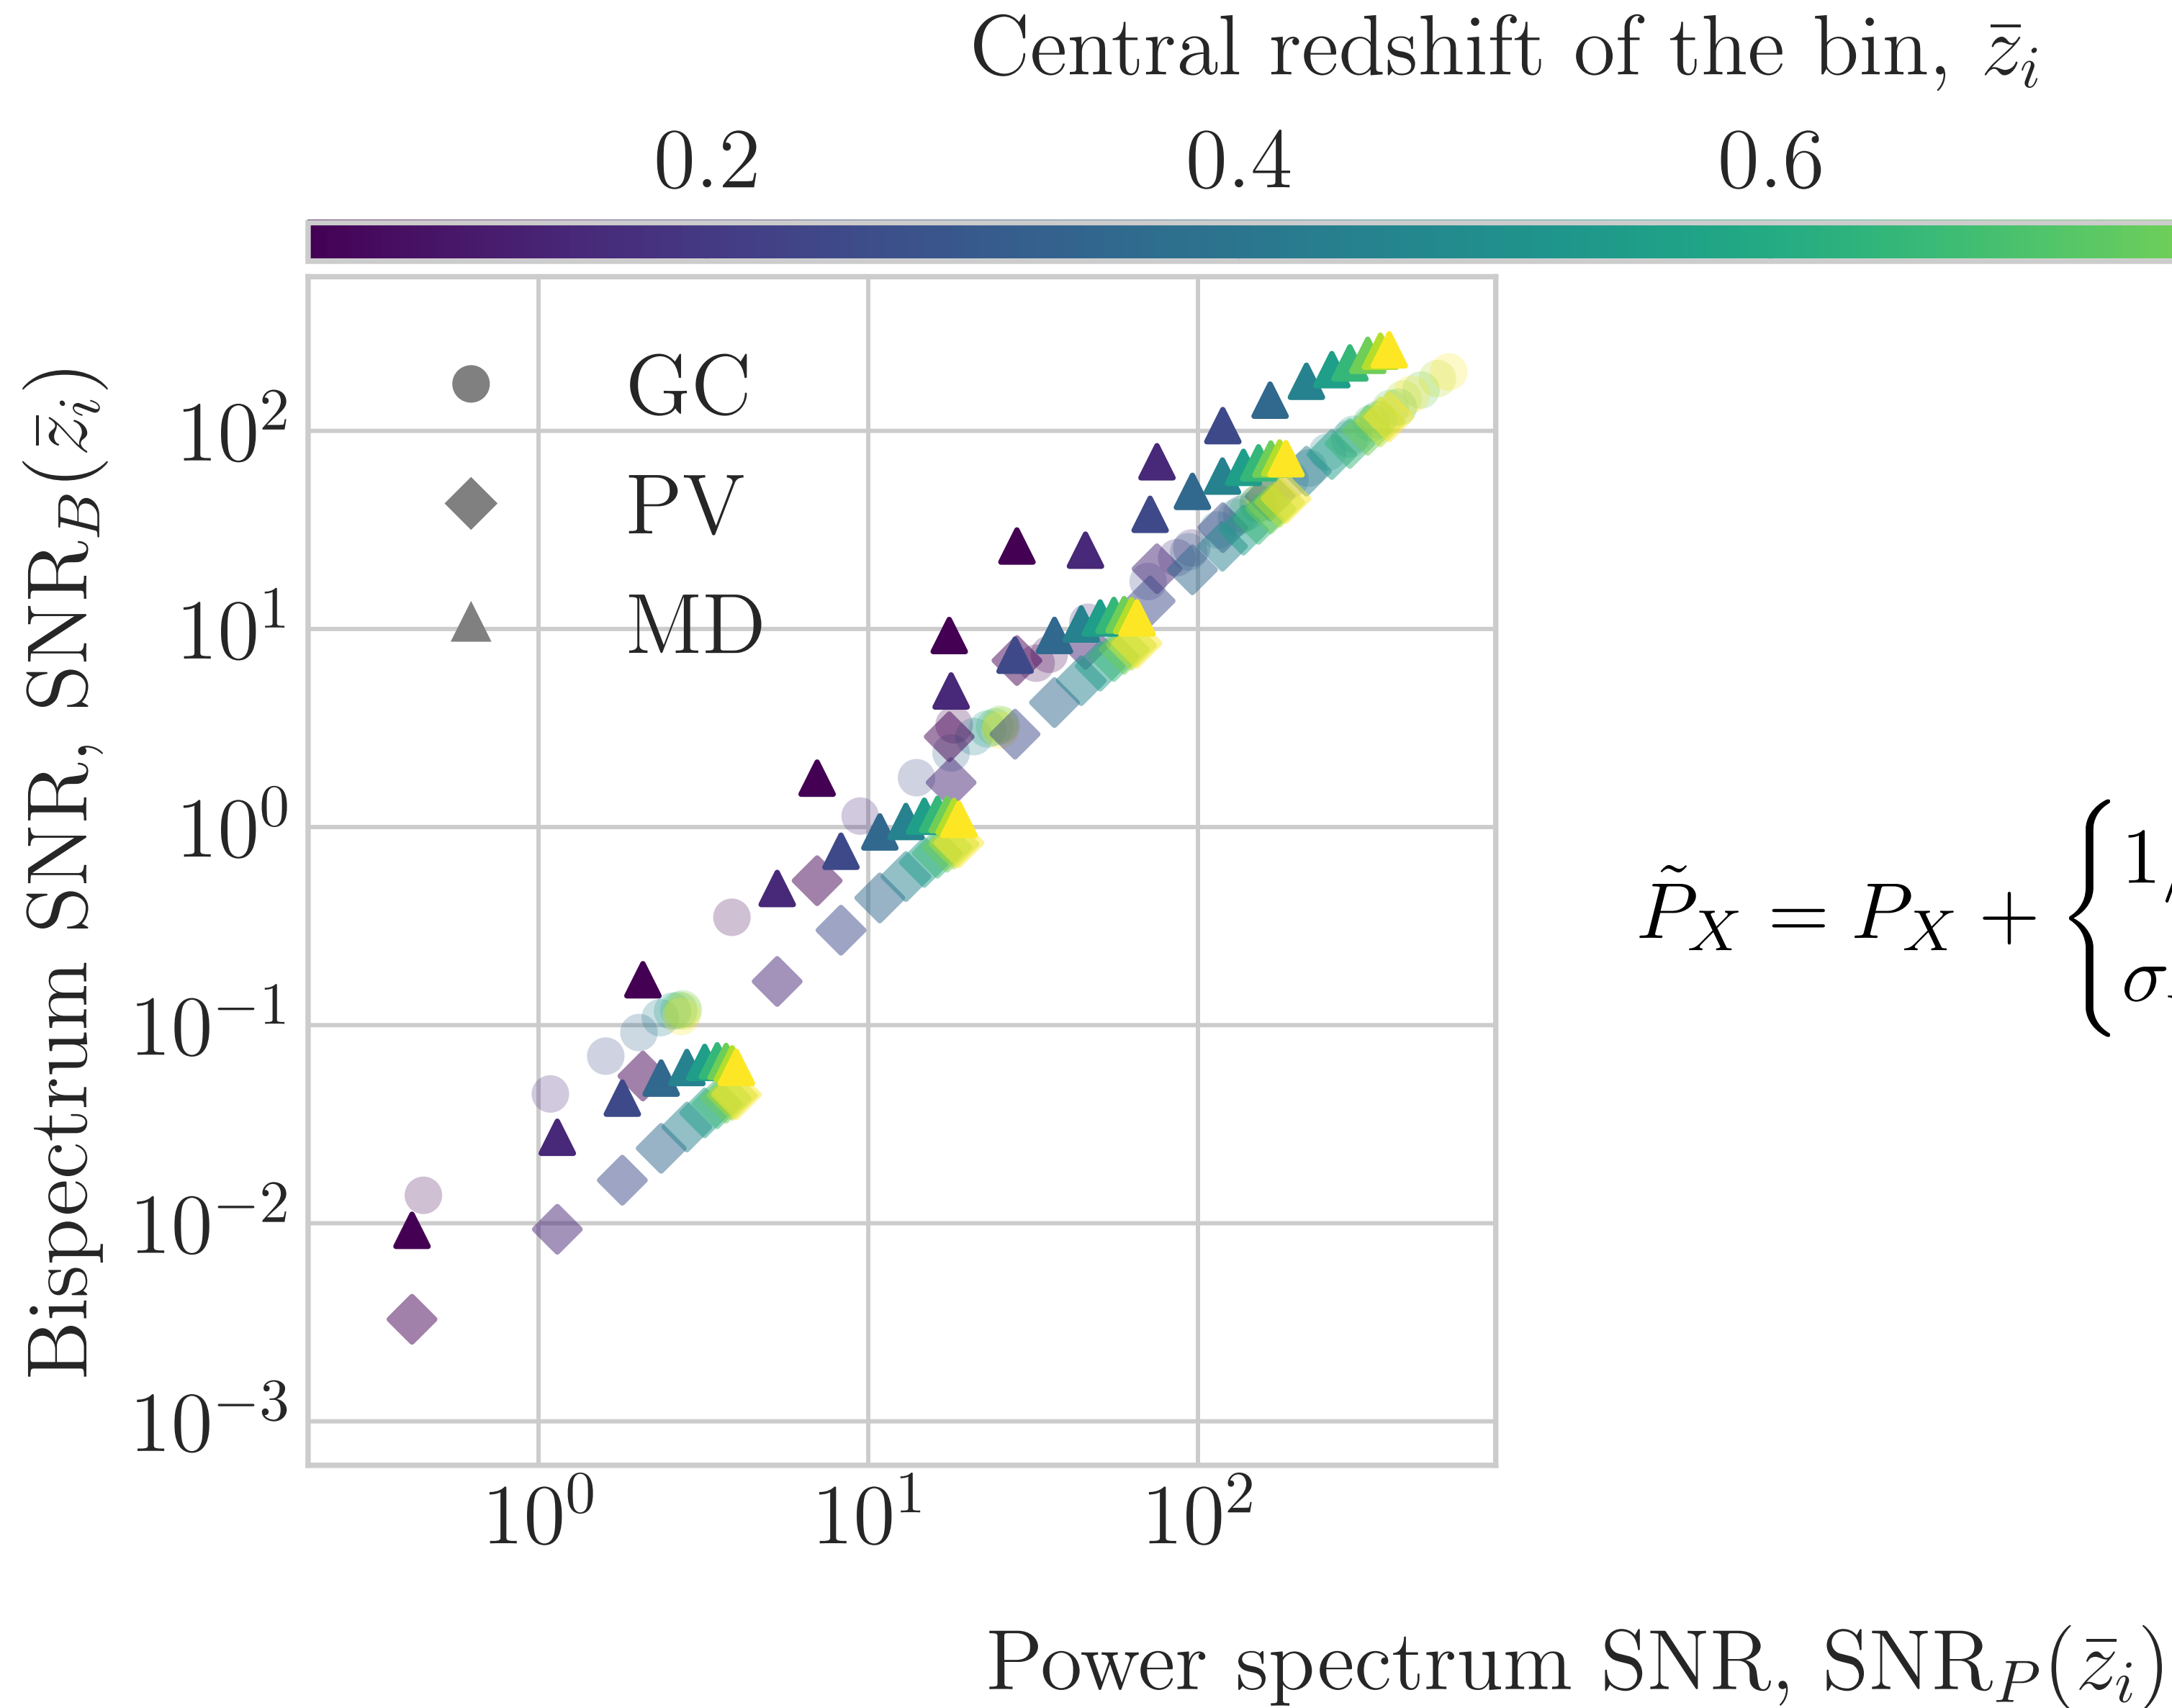 Central redshift of the bin, z̄ᵢ
0.2 0.4 0.6
Bispectrum SNR, SNR_B(z̄ᵢ)
10²
10¹
10⁰
10⁻¹
10⁻²
10⁻³
GC
PV
MD
P̃_X = P_X + { 1/
σ
10⁰ 10¹ 10²
Power spectrum SNR, SNR_P(z̄ᵢ)